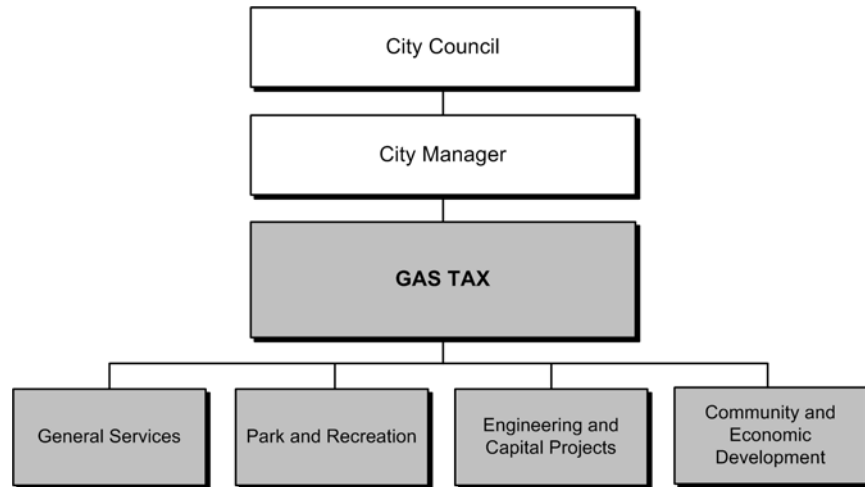 City Council
City Manager
GAS TAX
General Services
Park and Recreation
Engineering and
Capital Projects
Community and
Economic
Development